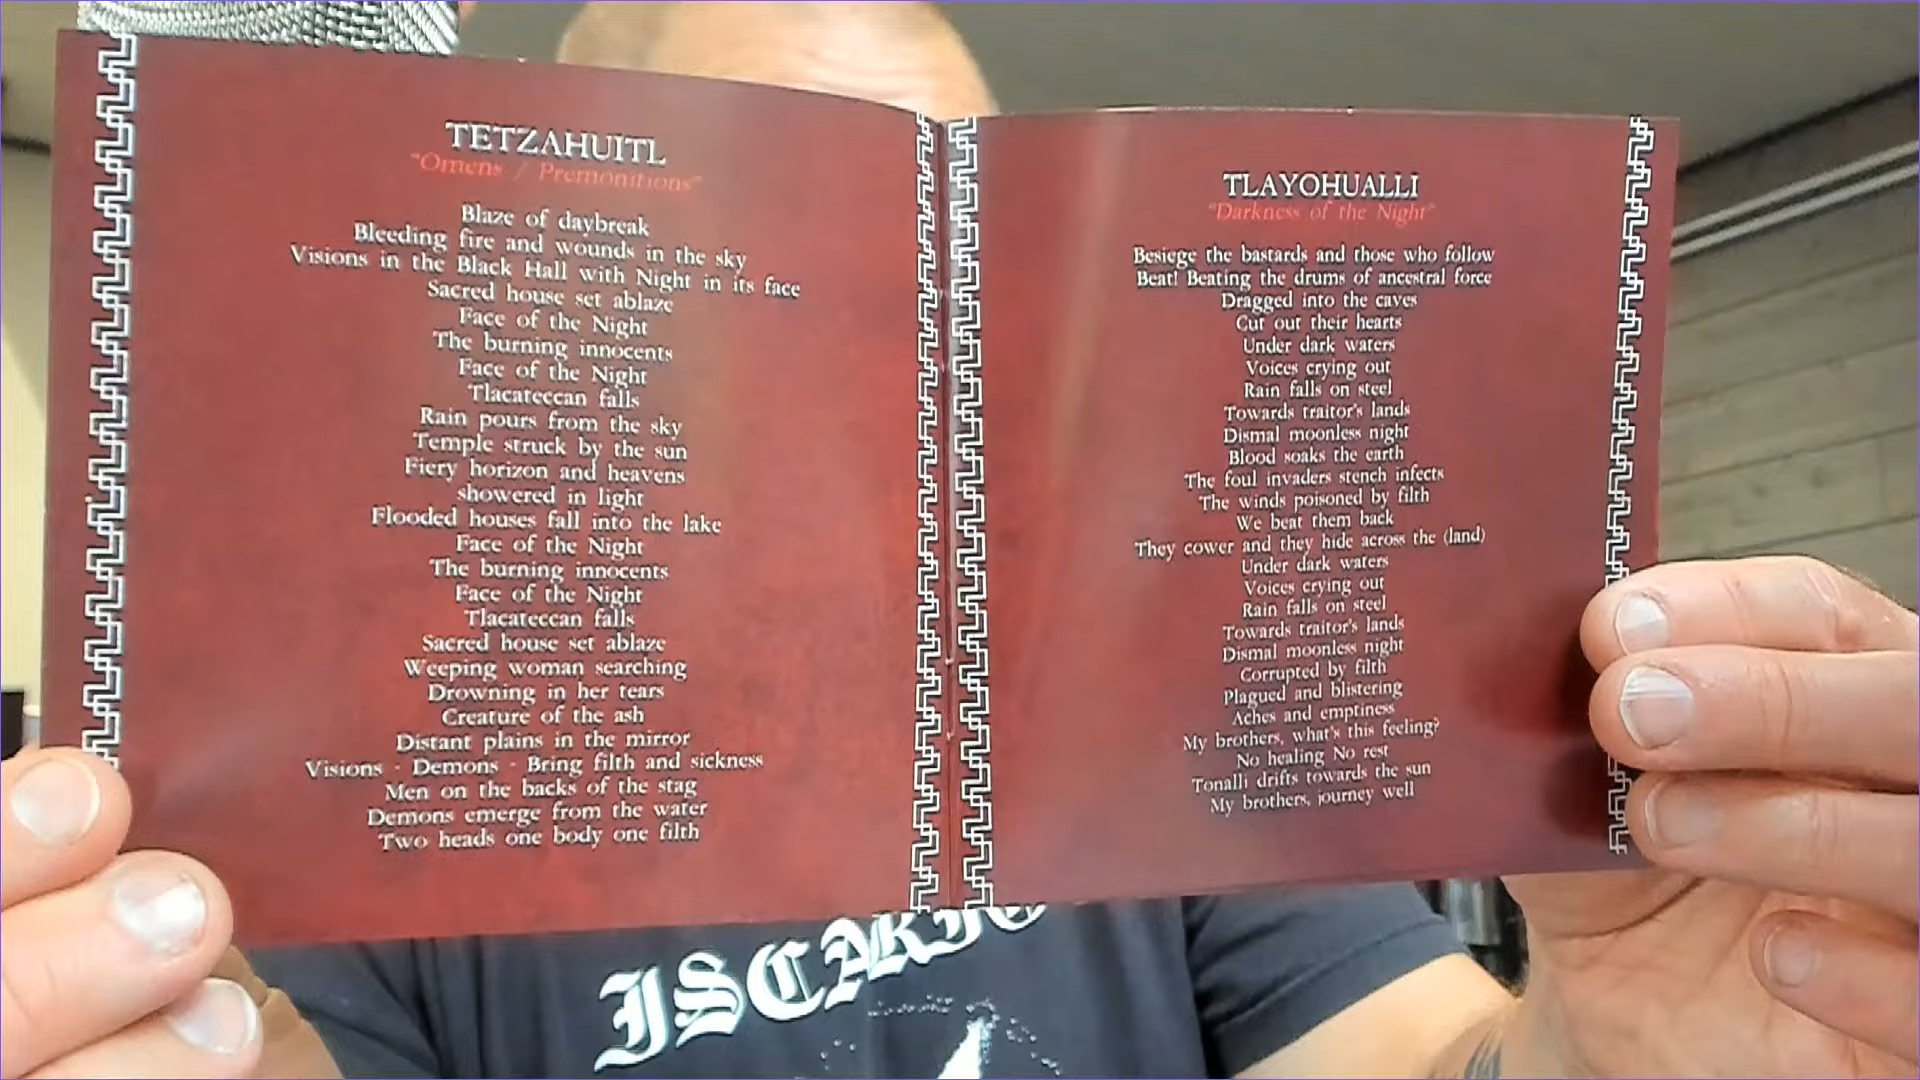 TETZAHUITL
"Omens / Premonitions"
Blaze of daybreak
Bleeding fire and wounds in the sky
Visions in the Black Hall with Night in its face
Sacred house set ablaze
Face of the Night
The burning innocents
Face of the Night
Tlacateccan falls
Rain pours from the sky
Temple struck by the sun
Fiery horizon and heavens
showered in light
Flooded houses fall into the lake
Face of the Night
The burning innocents
Face of the Night
Tlacateccan falls
Sacred house set ablaze
Weeping woman searching
Drowning in her tears
Creature of the ash
Distant plains in the mirror
Visions - Demons - Bring filth and sickness
Men on the backs of the stag
Demons emerge from the water
Two heads one body one filth
TLAYOHUALLI
"Darkness of the Night"
Besiege the bastards and those who follow
Beat! Beating the drums of ancestral force
Dragged into the caves
Cut out their hearts
Under dark waters
Voices crying out
Rain falls on steel
Towards traitor's lands
Dismal moonless night
Blood soaks the earth
The foul invaders stench infects
The winds poisoned by filth
We beat them back
They cower and they hide across the (land)
Under dark waters
Voices crying out
Rain falls on steel
Towards traitor's lands
Dismal moonless night
Corrupted by filth
Plagued and blistering
Aches and emptiness
My brothers, what's this feeling?
No healing No rest
Tonalli drifts towards the sun
My brothers, journey well